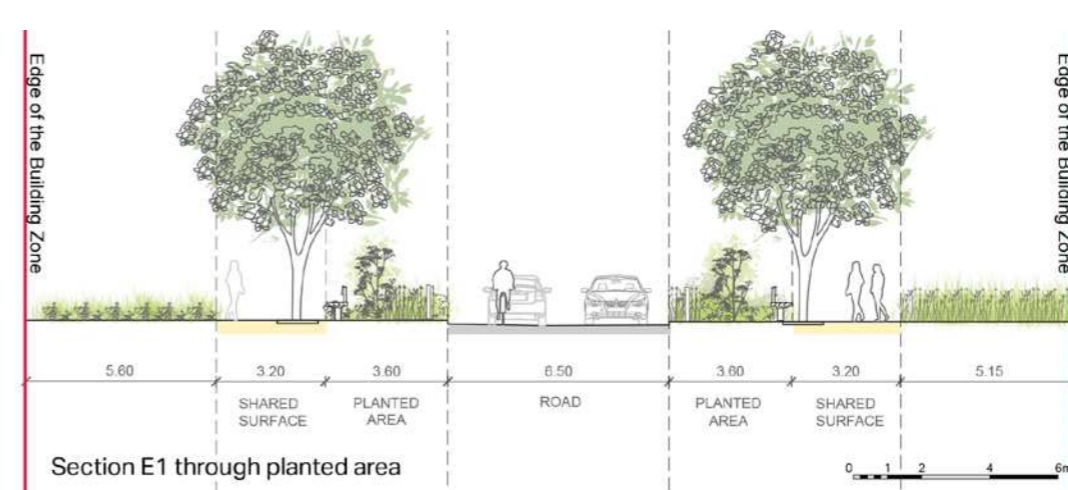 Edge of the Building Zone
Edge of the Building Zone
5.60
3.20
3.60
6.50
3.60
3.20
5.15
SHARED SURFACE
PLANTED AREA
ROAD
PLANTED AREA
SHARED SURFACE
Section E1 through planted area
0 1 2 4 6m